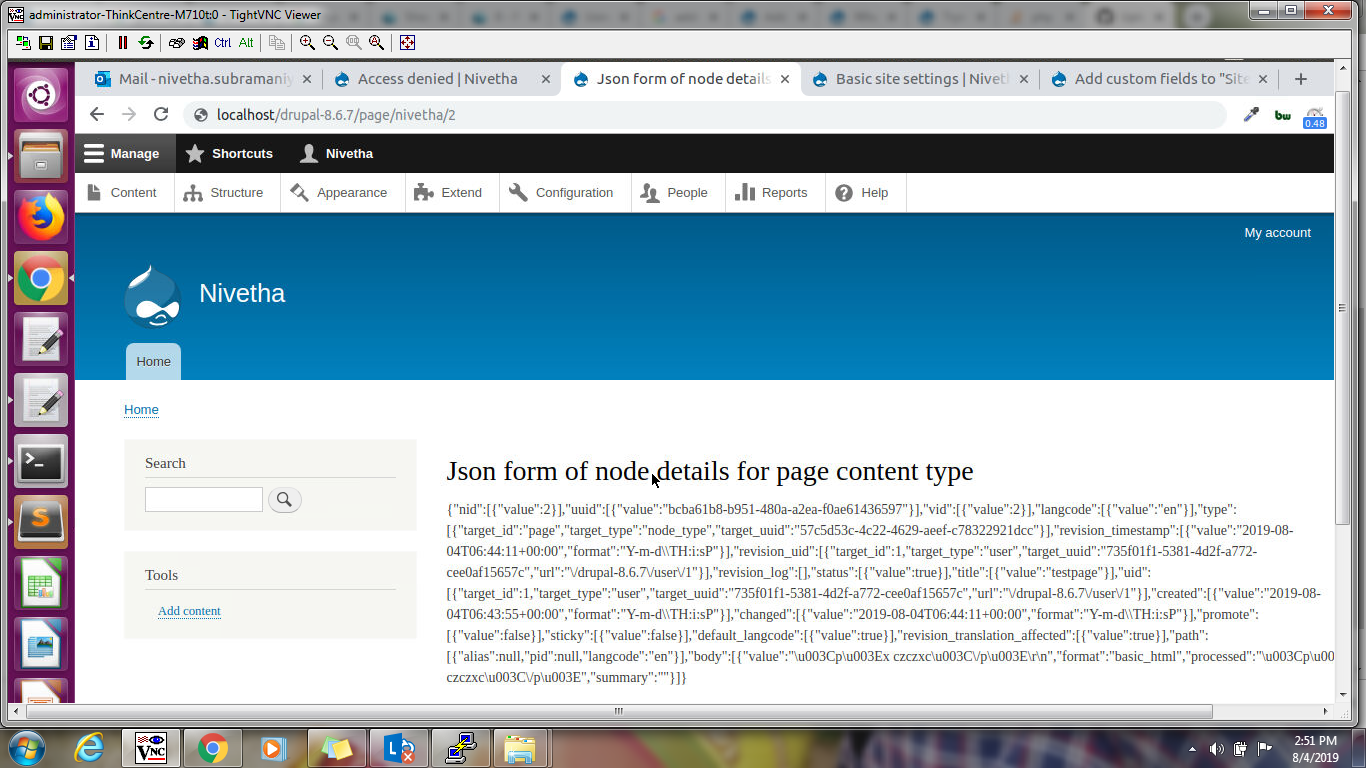 administrator-ThinkCentre-M710t:0 - TightVNC Viewer
Ctrl Alt
Mail - nivetha.subramani
Access denied | Nivetha
Json form of node details
Basic site settings | Nivet
Add custom fields to "Site
localhost/drupal-8.6.7/page/nivetha/2
bw
0.48
Manage
Shortcuts
Nivetha
Content
Structure
Appearance
Extend
Configuration
People
Reports
Help
My account
Nivetha
Home
Home
Search
Tools
Add content
Json form of node details for page content type
{"nid":[{"value":2}],"uuid":[{"value":"bcba61b8-b951-480a-a2ea-f0ae61436597"}],"vid":[{"value":2}],"langcode":[{"value":"en"}],"type":
[{"target_id":"page","target_type":"node_type","target_uuid":"57c5d53c-4c22-4629-aeef-c78322921dcc"}],"revision_timestamp":[{"value":"2019-08-
04T06:44:11+00:00","format":"Y-m-d\\TH:i:sP"}],"revision_uid":[{"target_id":1,"target_type":"user","target_uuid":"735f01f1-5381-4d2f-a772-
cee0af15657c","url":"\/drupal-8.6.7\/user\/1"}],"revision_log":[],"status":[{"value":true}],"title":[{"value":"testpage"}],"uid":
[{"target_id":1,"target_type":"user","target_uuid":"735f01f1-5381-4d2f-a772-cee0af15657c","url":"\/drupal-8.6.7\/user\/1"}],"created":[{"value":"2019-08-
04T06:43:55+00:00","format":"Y-m-d\\TH:i:sP"}],"changed":[{"value":"2019-08-04T06:44:11+00:00","format":"Y-m-d\\TH:i:sP"}],"promote":
[{"value":false}],"sticky":[{"value":false}],"default_langcode":[{"value":true}],"revision_translation_affected":[{"value":true}],"path":
[{"alias":null,"pid":null,"langcode":"en"}],"body":[{"value":"\u003Cp\u003Ex czczxc\u003C\/p\u003E\r\n","format":"basic_html","processed":"\u003Cp\u00
czczxc\u003C\/p\u003E","summary":""}]}
2:51 PM
8/4/2019